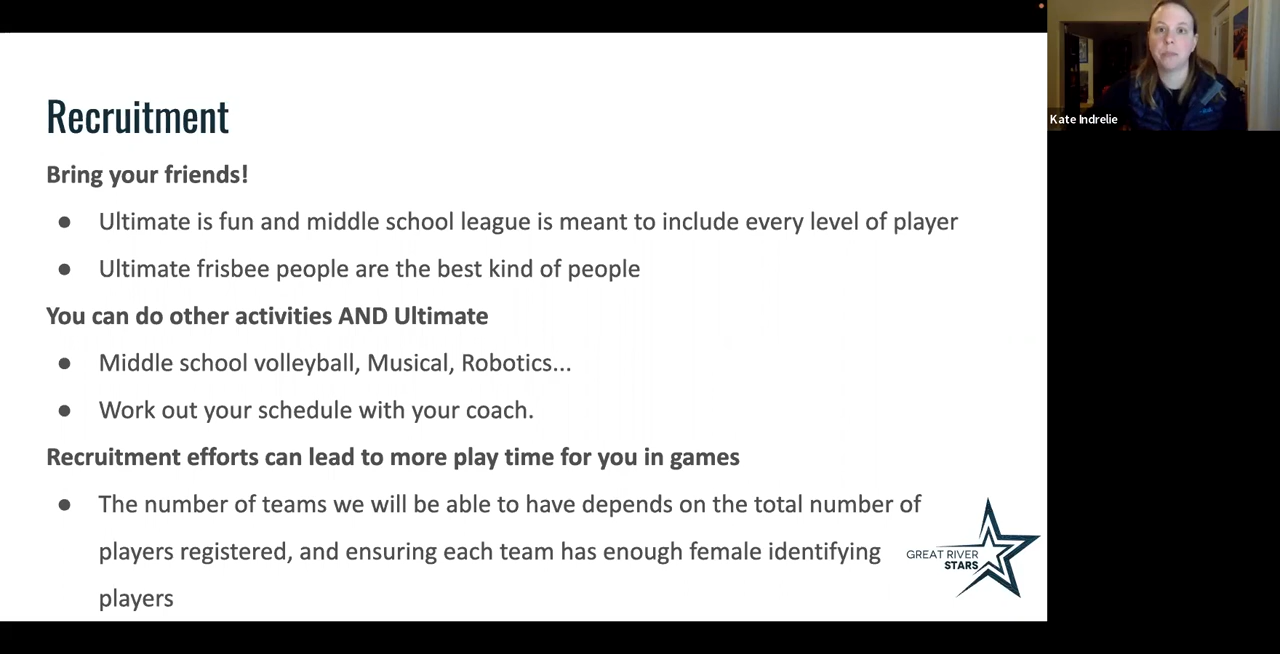 Recruitment
Kate Indrelie
Bring your friends!
● Ultimate is fun and middle school league is meant to include every level of player
● Ultimate frisbee people are the best kind of people
You can do other activities AND Ultimate
● Middle school volleyball, Musical, Robotics...
● Work out your schedule with your coach.
Recruitment efforts can lead to more play time for you in games
● The number of teams we will be able to have depends on the total number of
players registered, and ensuring each team has enough female identifying
players
GREAT RIVER
STARS